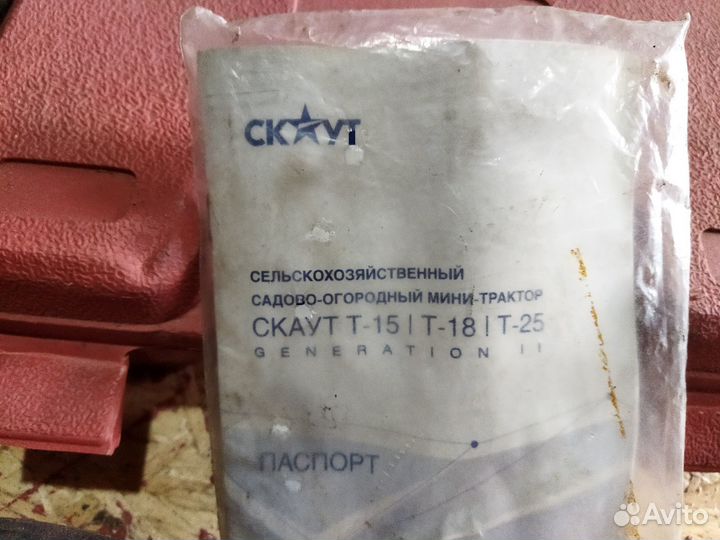 СКАУТ
СЕЛЬСКОХОЗЯЙСТВЕННЫЙ
САДОВО-ОГОРОДНЫЙ МИНИ-ТРАКТОР
СКАУТ Т-15 | Т-18 | Т-25
GENERATION II
ПАСПОРТ
Avito